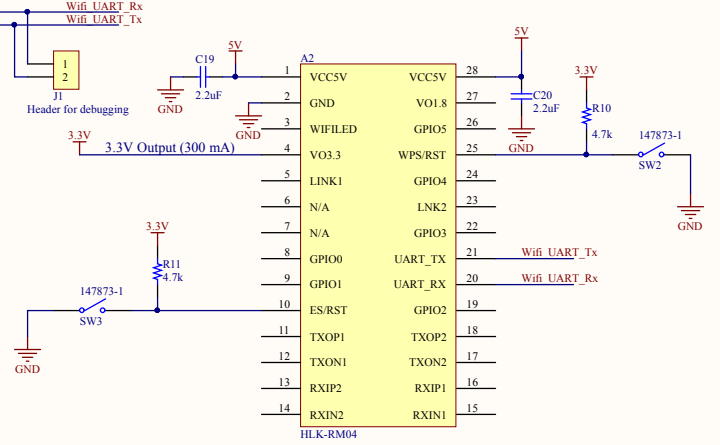 Wifi_UART_Rx
Wifi_UART_Tx
1
2
J1
Header for debugging
C19
2.2uF
GND
5V
GND
3.3V
3.3V Output (300 mA)
A2
1 VCC5V VCC5V 28
2 GND VO1.8 27
3 WIFILED GPIO5 26
4 VO3.3 WPS/RST 25
5 LINK1 GPIO4 24
6 N/A LNK2 23
7 N/A GPIO3 22
8 GPIO0 UART_TX 21
9 GPIO1 UART_RX 20
10 ES/RST GPIO2 19
11 TXOP1 TXOP2 18
12 TXON1 TXON2 17
13 RXIP2 RXIP1 16
14 RXIN2 RXIN1 15
HLK-RM04
5V
C20
2.2uF
GND
3.3V
R10
4.7k
147873-1
SW2
GND
Wifi_UART_Tx
Wifi_UART_Rx
3.3V
R11
4.7k
147873-1
SW3
GND